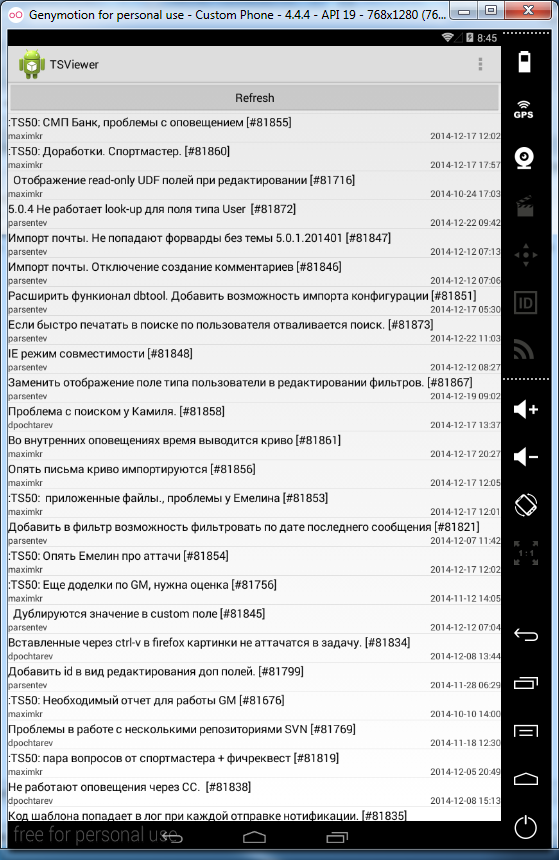 Genymotion for personal use - Custom Phone - 4.4.4 - API 19 - 768x1280 (76...
8:45
TSViewer
Refresh
:TS50: СМП Банк, проблемы с оповещением [#81855]
maximkr 2014-12-17 12:02
:TS50: Доработки. Спортмастер. [#81860]
maximkr 2014-12-17 17:57
Отображение read-only UDF полей при редактировании [#81716]
maximkr 2014-10-24 17:03
5.0.4 Не работает look-up для поля типа User [#81872]
parsentev 2014-12-22 09:42
Импорт почты. Не попадают форварды без темы 5.0.1.201401 [#81847]
parsentev 2014-12-12 07:13
Импорт почты. Отключение создание комментариев [#81846]
parsentev 2014-12-12 07:06
Расширить функионал dbtool. Добавить возможность импорта конфигурации [#81851]
parsentev 2014-12-17 05:30
Если быстро печатать в поиске по пользователя отваливается поиск. [#81873]
parsentev 2014-12-22 11:03
IE режим совместимости [#81848]
parsentev 2014-12-12 08:27
Заменить отображение поле типа пользователи в редактировании фильтров. [#81867]
parsentev 2014-12-19 09:02
Проблема с поиском у Камиля. [#81858]
dpochtarev 2014-12-17 13:37
Во внутренних оповещениях время выводится криво [#81861]
maximkr 2014-12-17 20:27
Опять письма криво импортируются [#81856]
maximkr 2014-12-17 12:05
:TS50: приложенные файлы., проблемы у Емелина [#81853]
maximkr 2014-12-17 12:01
Добавить в фильтр возможность фильтровать по дате последнего сообщения [#81821]
parsentev 2014-12-07 11:42
:TS50: Опять Емелин про аттачи [#81854]
maximkr 2014-12-17 12:02
:TS50: Еще доделки по GM, нужна оценка [#81756]
maximkr 2014-11-12 14:05
Дублируются значение в custom поле [#81845]
parsentev 2014-12-12 07:04
Вставленные через ctrl-v в firefox картинки не аттачатся в задачу. [#81834]
dpochtarev 2014-12-08 13:44
Добавить id в вид редактирования доп полей. [#81799]
parsentev 2014-11-28 06:29
:TS50: Необходимый отчет для работы GM [#81676]
maximkr 2014-10-10 14:00
Проблемы в работе с несколькими репозиториями SVN [#81769]
dpochtarev 2014-11-18 12:30
:TS50: пара вопросов от спортмастера + фичреквест [#81819]
maximkr 2014-12-05 20:49
Не работают оповещения через CC. [#81838]
dpochtarev 2014-12-08 15:13
Код шаблона попадает в лог при каждой отправке нотификации. [#81835]
free for personal use
GPS
ID
1:1